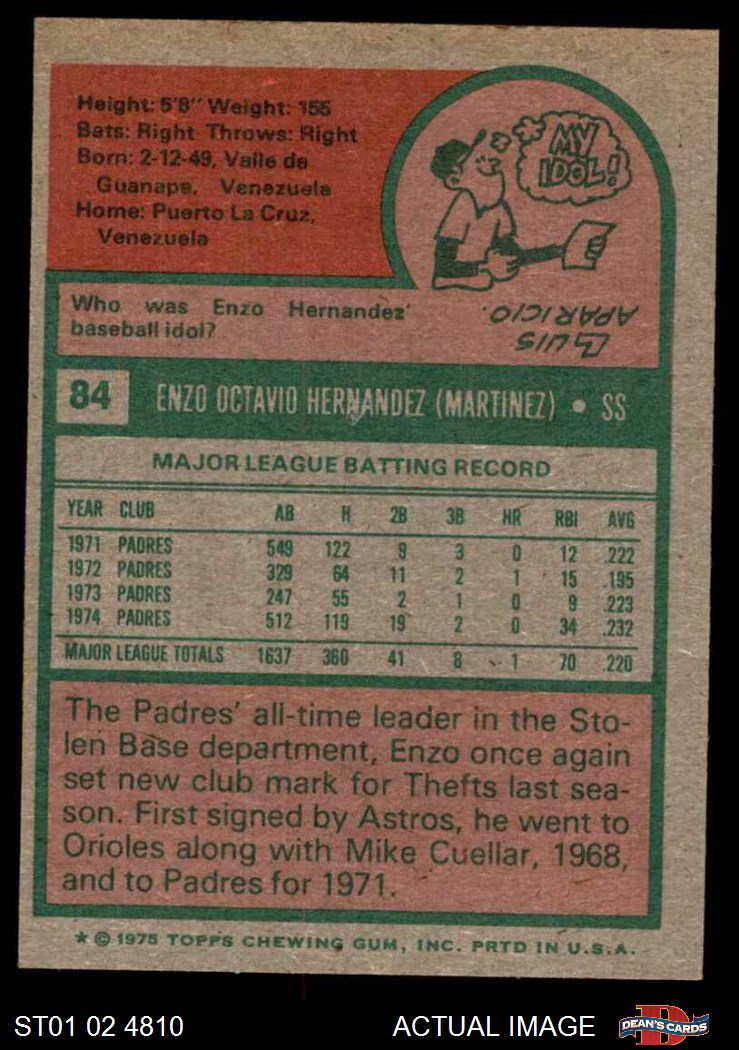 Height: 5'8" Weight: 155
Bats: Right Throws: Right
Born: 2-12-49, Valle de
Guanape, Venezuela
Home: Puerto La Cruz,
Venezuela
MY
IDOL!
Who was Enzo Hernandez'
baseball idol?
LUIS
APARICIO.
84 ENZO OCTAVIO HERNANDEZ (MARTINEZ) • SS
MAJOR LEAGUE BATTING RECORD
YEAR CLUB AB H 2B 3B HR RBI AVG
1971 PADRES 549 122 9 3 0 12 .222
1972 PADRES 329 64 11 2 1 15 .195
1973 PADRES 247 55 2 1 0 9 .223
1974 PADRES 512 119 19 2 0 34 .232
MAJOR LEAGUE TOTALS 1637 360 41 8 1 70 .220
The Padres' all-time leader in the Sto-
len Base department, Enzo once again
set new club mark for Thefts last sea-
son. First signed by Astros, he went to
Orioles along with Mike Cuellar, 1968,
and to Padres for 1971.
* © 1975 TOPPS CHEWING GUM, INC. PRTD IN U.S.A.
ST01 02 4810 ACTUAL IMAGE D DEAN'S CARDS